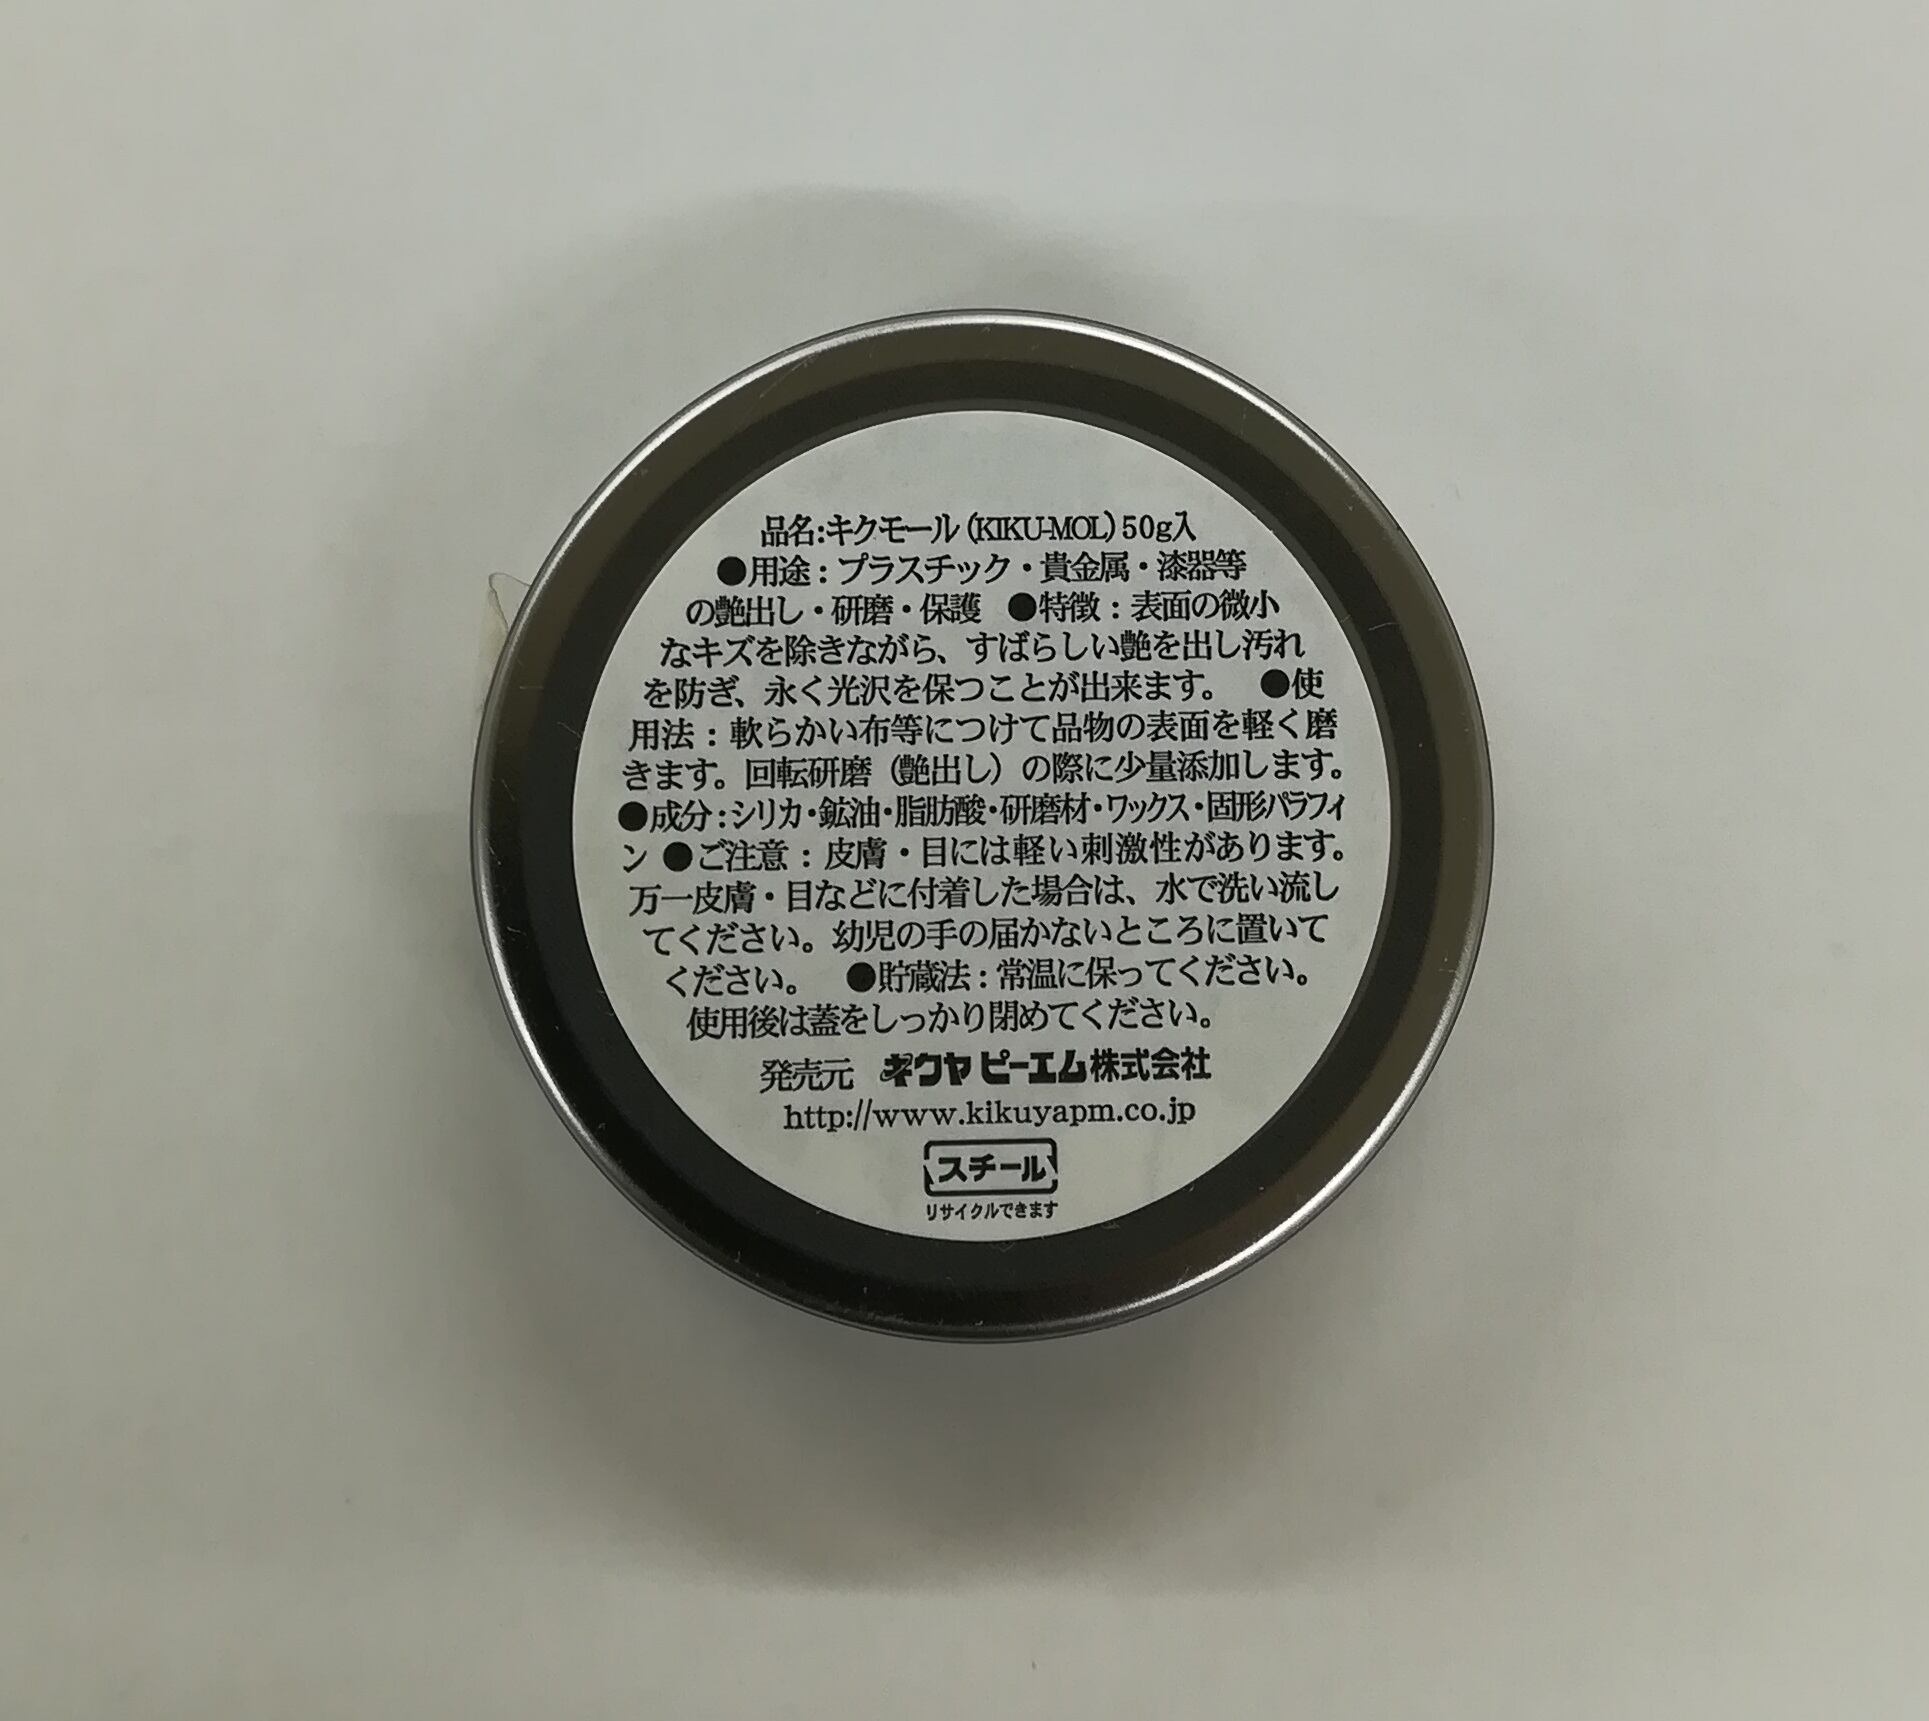 品名:キクモール(KIKU-MOL)50g入
●用途：プラスチック・貴金属・漆器等
の艶出し・研磨・保護　●特徴：表面の微小
なキズを除きながら、すばらしい艶を出し汚れ
を防ぎ、永く光沢を保つことが出来ます。　●使
用法：軟らかい布等につけて品物の表面を軽く磨
きます。回転研磨（艶出し）の際に少量添加します。
●成分:シリカ・鉱油・脂肪酸・研磨材・ワックス・固形パラフィ
ン ●ご注意：皮膚・目には軽い刺激性があります。
万一皮膚・目などに付着した場合は、水で洗い流し
てください。幼児の手の届かないところに置いて
ください。　●貯蔵法：常温に保ってください。
使用後は蓋をしっかり閉めてください。
発売元　キクヤ ピーエム株式会社
http://www.kikuyapm.co.jp
スチール
リサイクルできます